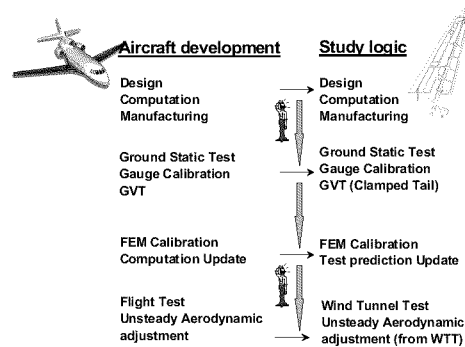 Aircraft development
Study logic
Design
Computation
Manufacturing
Design
Computation
Manufacturing
Ground Static Test
Gauge Calibration
GVT
Ground Static Test
Gauge Calibration
GVT (Clamped Tail)
FEM Calibration
Computation Update
FEM Calibration
Test prediction Update
Flight Test
Unsteady Aerodynamic
adjustment
Wind Tunnel Test
Unsteady Aerodynamic
adjustment (from WTT)